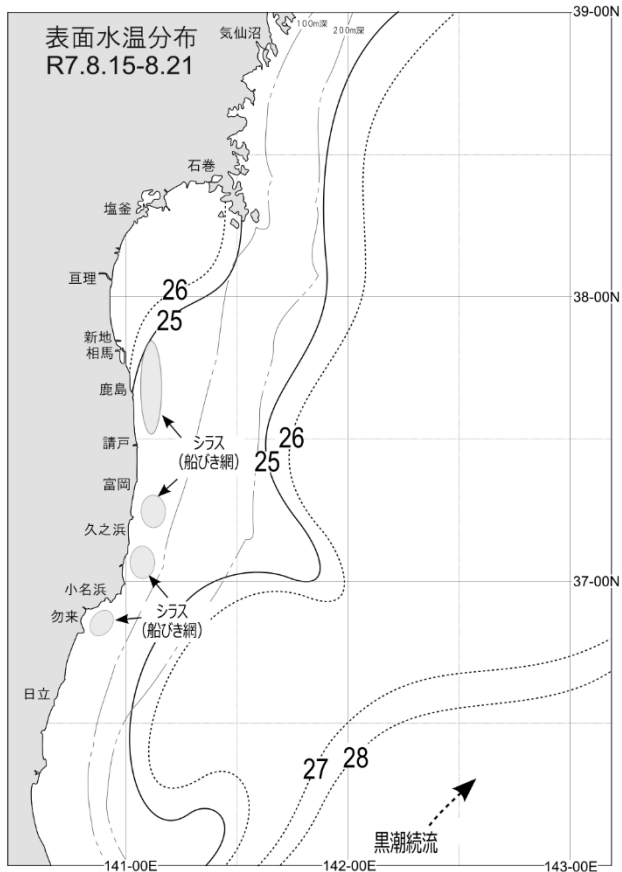 表面水温分布
R7.8.15-8.21
気仙沼
100m深
200m深
39-00N
石巻
塩釜
亘理
26
25
38-00N
新地
相馬
鹿島
シラス
(船びき網)
請戸
26
25
富岡
久之浜
37-00N
小名浜
勿来
シラス
(船びき網)
日立
27
28
黒潮続流
141-00E
142-00E
143-00E